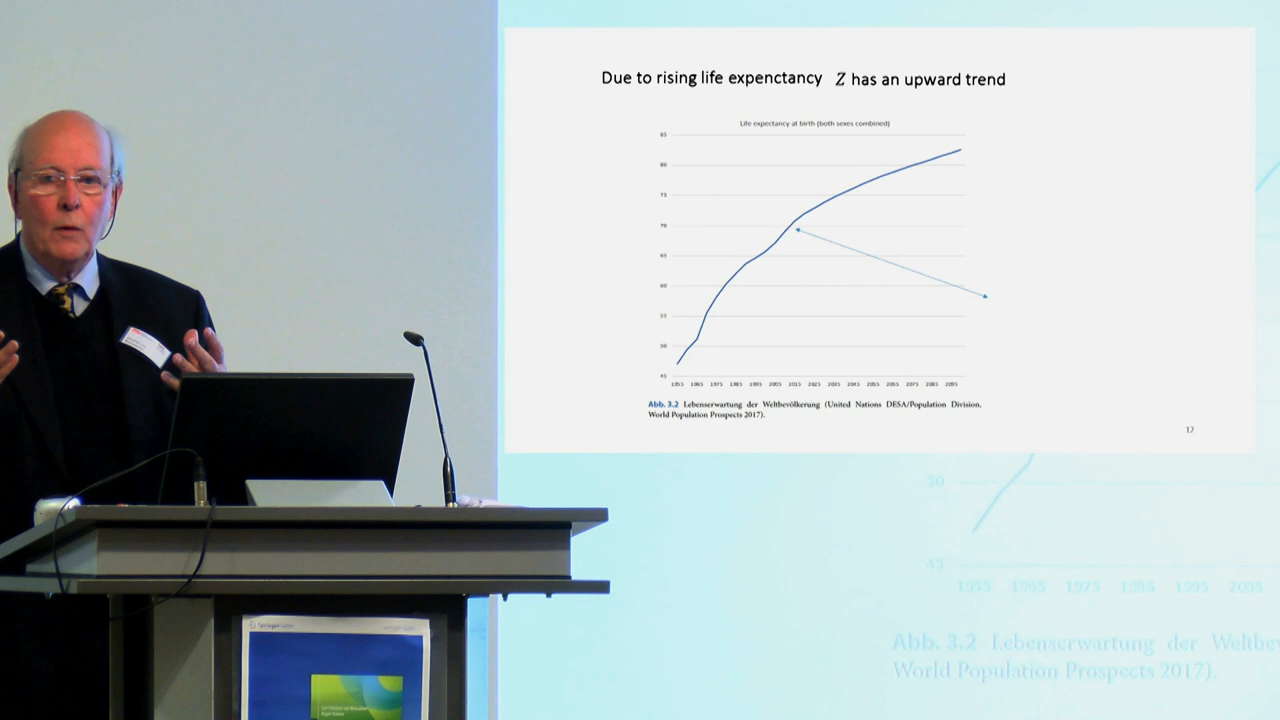 Due to rising life expenctancy Z has an upward trend
Life expectancy at birth (both sexes combined)
85
80
75
70
65
60
55
50
45
1955 1965 1975 1985 1995 2005 2015 2025 2035 2045 2055 2065 2075 2085 2095
Abb. 3.2 Lebenserwartung der Weltbevölkerung (United Nations DESA/Population Division,
World Population Prospects 2017).
17
50
45
1955 1965 1975 1985 1995 2005
Abb. 3.2 Lebenserwartung der Weltbev
World Population Prospects 2017).
Springer